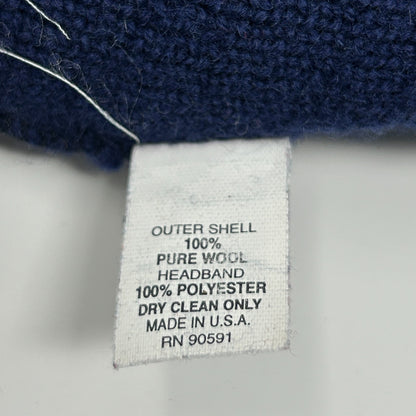 OUTER SHELL
100%
PURE WOOL
HEADBAND
100% POLYESTER
DRY CLEAN ONLY
MADE IN U.S.A.
RN 90591